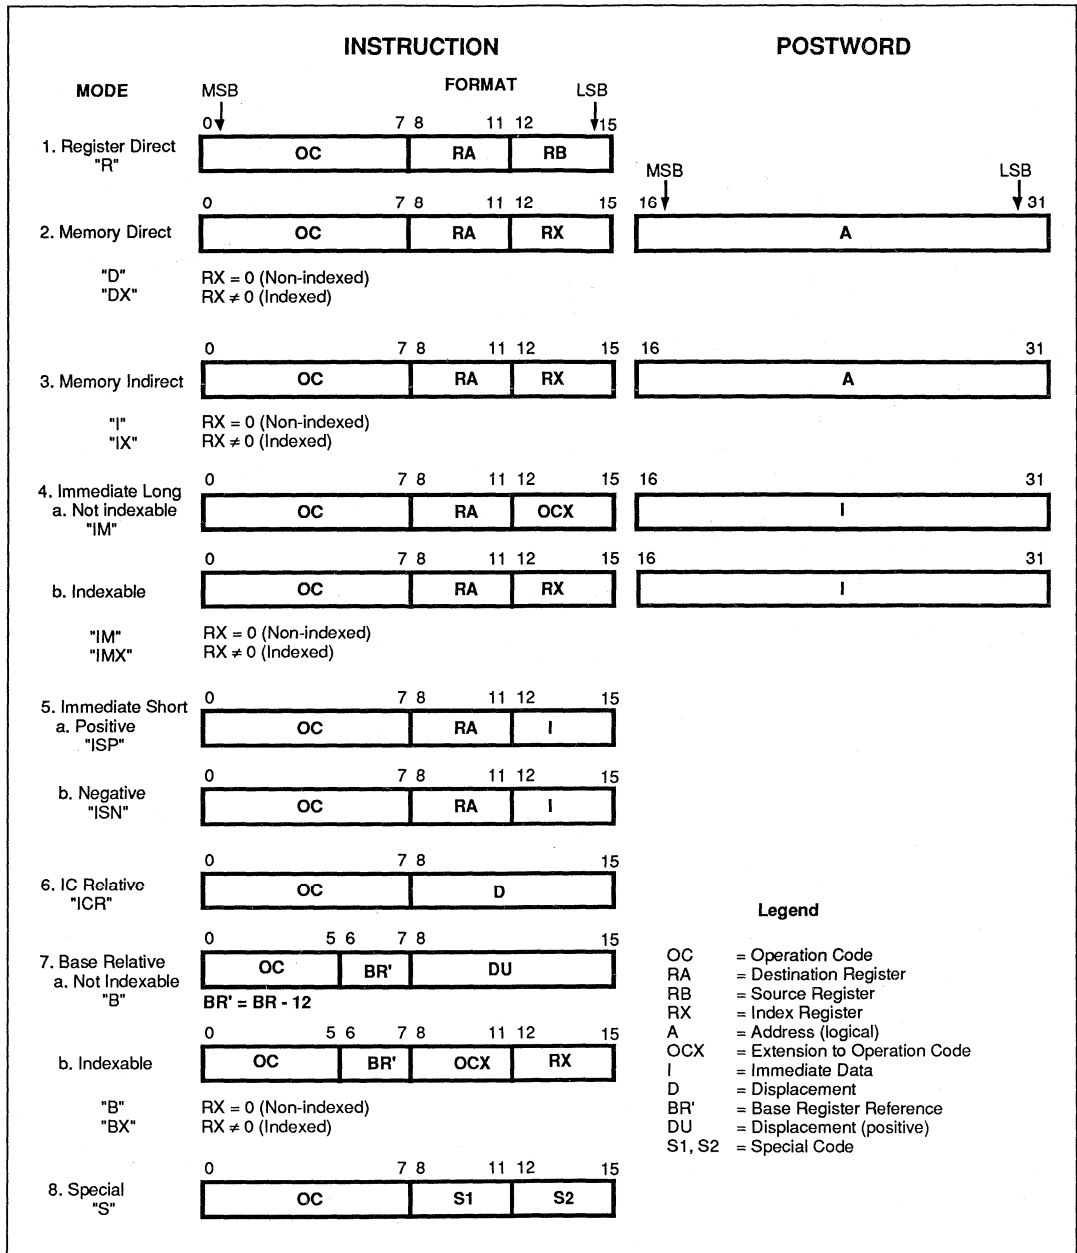 INSTRUCTION POSTWORD
MODE MSB FORMAT LSB
0 7 8 11 12 15
1. Register Direct OC RA RB
"R"
MSB LSB
0 7 8 11 12 15 16 31
2. Memory Direct OC RA RX A
"D" RX = 0 (Non-indexed)
"DX" RX ≠ 0 (Indexed)
0 7 8 11 12 15 16 31
3. Memory Indirect OC RA RX A
"I" RX = 0 (Non-indexed)
"IX" RX ≠ 0 (Indexed)
0 7 8 11 12 15 16 31
4. Immediate Long
a. Not indexable OC RA OCX I
"IM"
0 7 8 11 12 15 16 31
b. Indexable OC RA RX I
"IM" RX = 0 (Non-indexed)
"IMX" RX ≠ 0 (Indexed)
0 7 8 11 12 15
5. Immediate Short
a. Positive OC RA I
"ISP"
0 7 8 11 12 15
b. Negative OC RA I
"ISN"
0 7 8 15
6. IC Relative OC D
"ICR"
0 5 6 7 8 15
7. Base Relative OC BR' DU
a. Not Indexable
"B" BR' = BR - 12
0 5 6 7 8 11 12 15
b. Indexable OC BR' OCX RX
"B" RX = 0 (Non-indexed)
"BX" RX ≠ 0 (Indexed)
0 7 8 11 12 15
8. Special OC S1 S2
"S"
Legend
OC = Operation Code
RA = Destination Register
RB = Source Register
RX = Index Register
A = Address (logical)
OCX = Extension to Operation Code
I = Immediate Data
D = Displacement
BR' = Base Register Reference
DU = Displacement (positive)
S1, S2 = Special Code